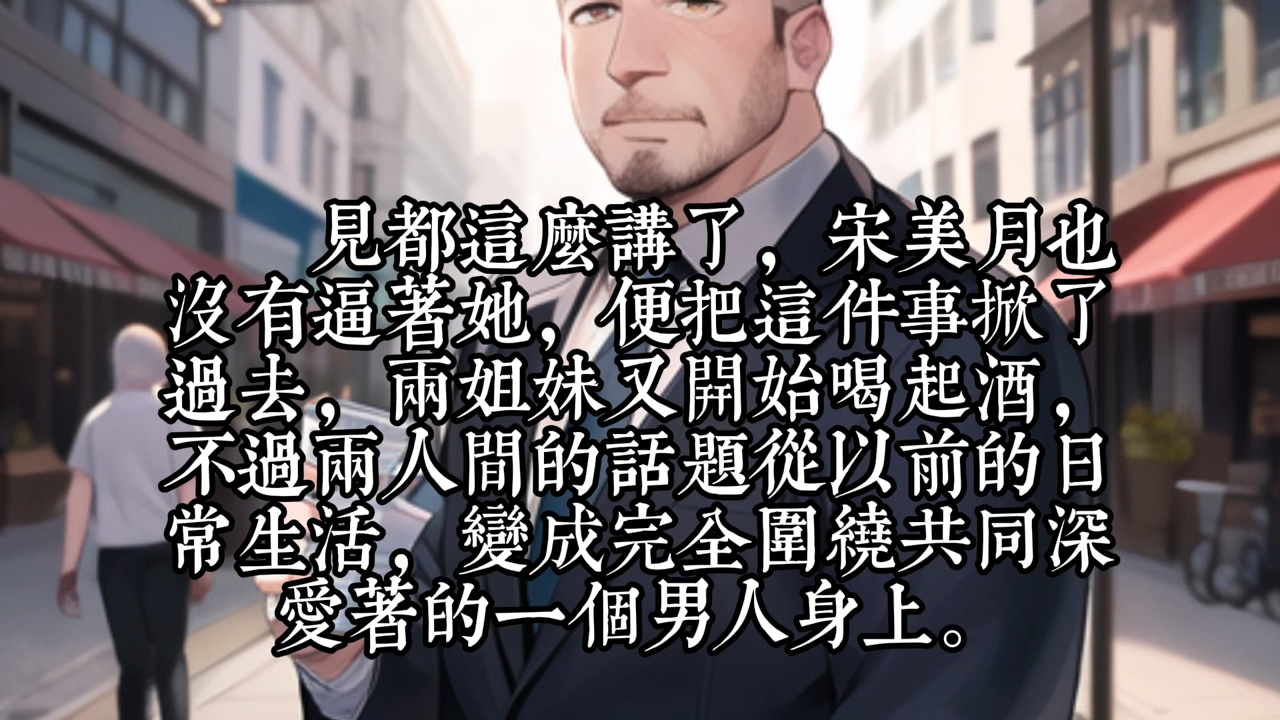 見都這麼講了，宋美月也
沒有逼著她，便把這件事掀了
過去，兩姐妹又開始喝起酒，
不過兩人間的話題從以前的日
常生活，變成完全圍繞共同深
愛著的一個男人身上。